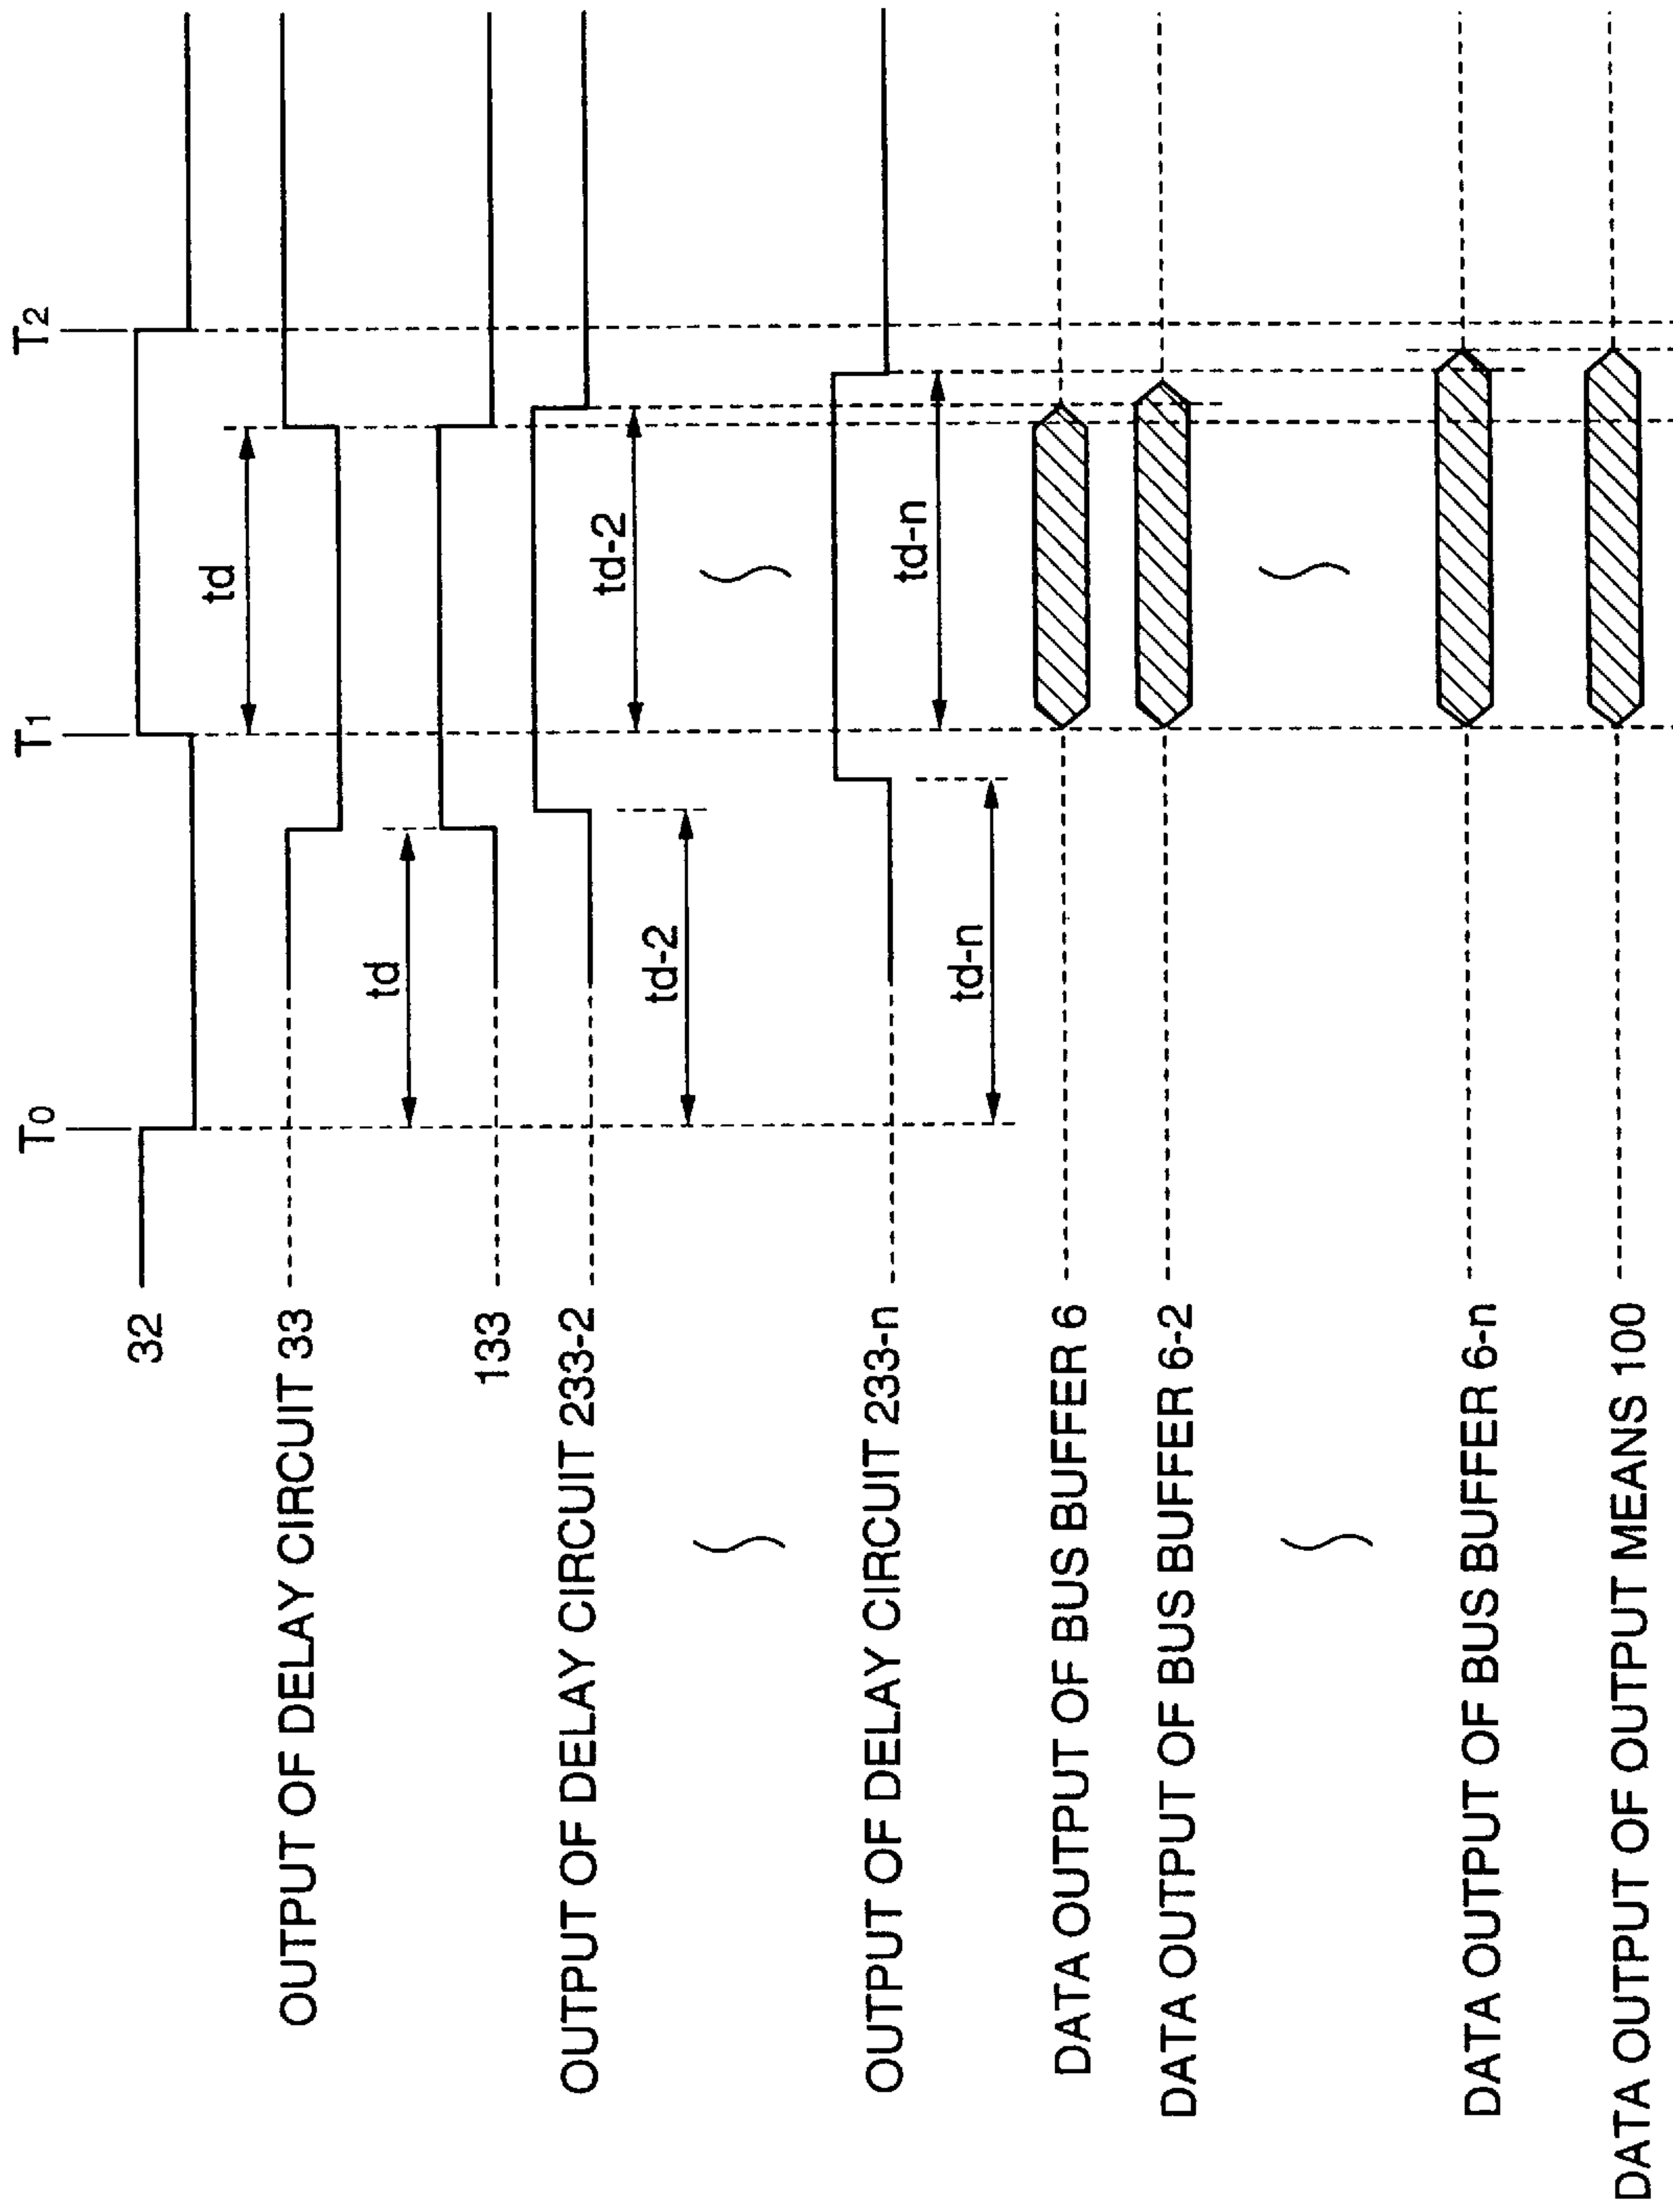 T0
T1
T2
32
td
OUTPUT OF DELAY CIRCUIT 33
td
133
OUTPUT OF DELAY CIRCUIT 233-2
td-2
td-2
OUTPUT OF DELAY CIRCUIT 233-n
td-n
td-n
DATA OUTPUT OF BUS BUFFER 6
DATA OUTPUT OF BUS BUFFER 6-2
DATA OUTPUT OF BUS BUFFER 6-n
DATA OUTPUT OF OUTPUT MEANS 100